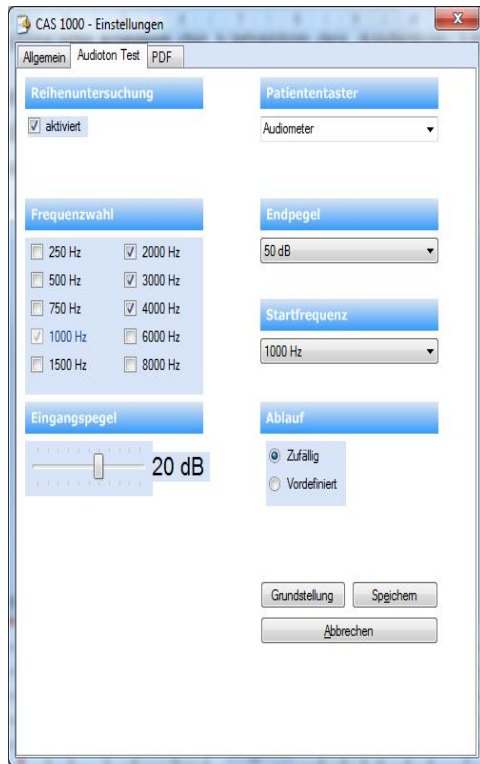 CAS 1000 - Einstellungen
X
Allgemein Audioton Test PDF
Reihenuntersuchung
aktiviert
Patiententaster
Audiometer
Frequenzwahl
250 Hz 2000 Hz
500 Hz 3000 Hz
750 Hz 4000 Hz
1000 Hz 6000 Hz
1500 Hz 8000 Hz
Endpegel
50 dB
Startfrequenz
1000 Hz
Eingangspegel
20 dB
Ablauf
Zufällig
Vordefiniert
Grundstellung Speichern
Abbrechen